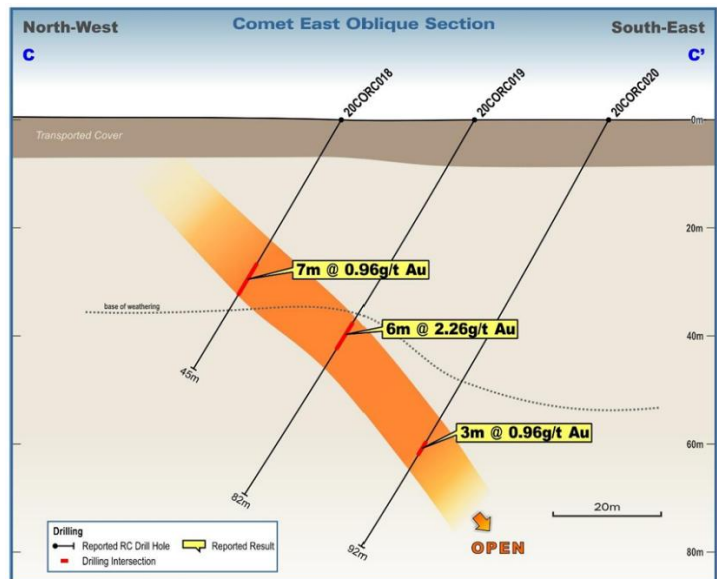 North-West
Comet East Oblique Section
South-East
C
C'
20CORC018
20CORC019
20CORC020
0m
Transported Cover
20m
7m @ 0.96g/t Au
base of weathering
6m @ 2.26g/t Au
40m
45m
3m @ 0.96g/t Au
60m
82m
20m
92m
OPEN
80m
Drilling
Reported RC Drill Hole
Reported Result
Drilling Intersection